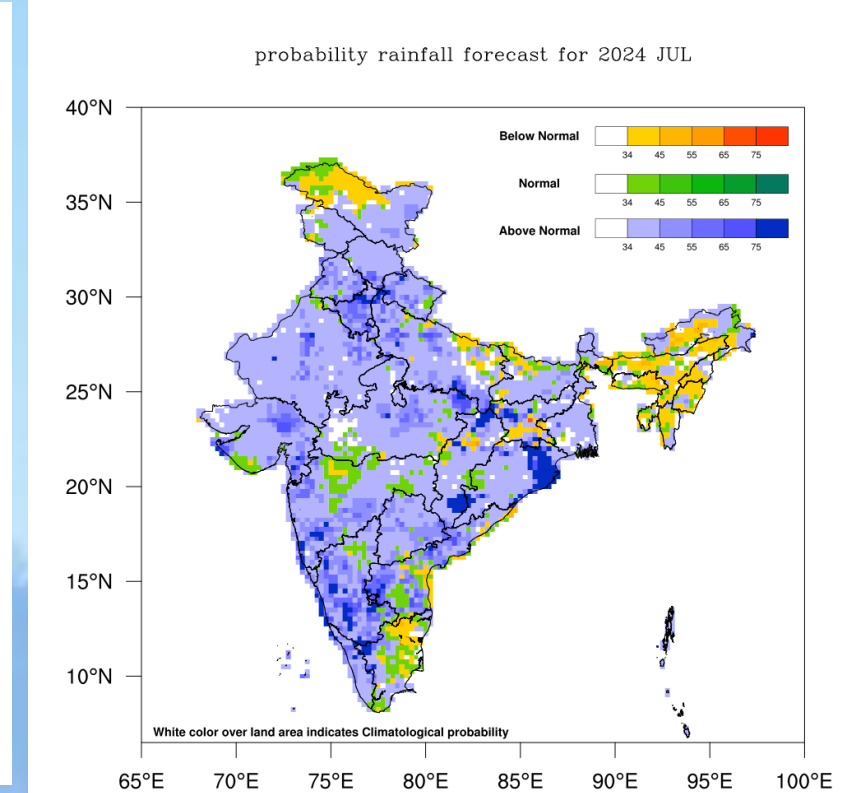 probability rainfall forecast for 2024 JUL
40°N
35°N
30°N
25°N
20°N
15°N
10°N
Below Normal
34 45 55 65 75
Normal
34 45 55 65 75
Above Normal
34 45 55 65 75
White color over land area indicates Climatological probability
65°E 70°E 75°E 80°E 85°E 90°E 95°E 100°E